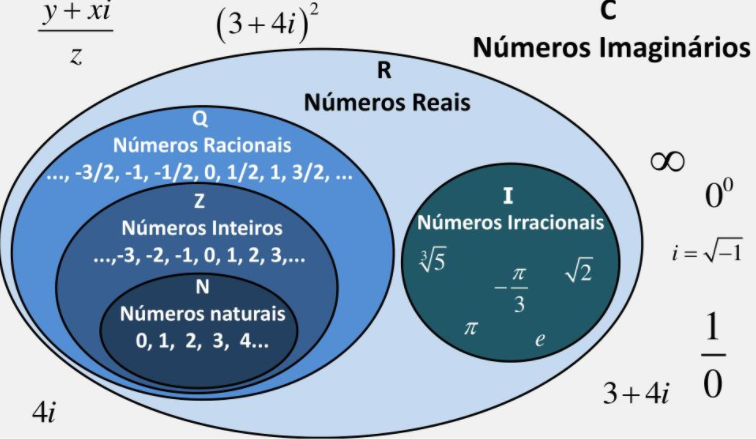 (y + xi)/z
(3+4i)²
C
Números Imaginários
R
Números Reais
Q
Números Racionais
..., -3/2, -1, -1/2, 0, 1/2, 1, 3/2, ...
Z
Números Inteiros
...,-3, -2, -1, 0, 1, 2, 3,...
N
Números naturais
0, 1, 2, 3, 4...
I
Números Irracionais
∛5
-π/3
√2
π
e
∞
0⁰
i = √-1
1/0
3+4i
4i